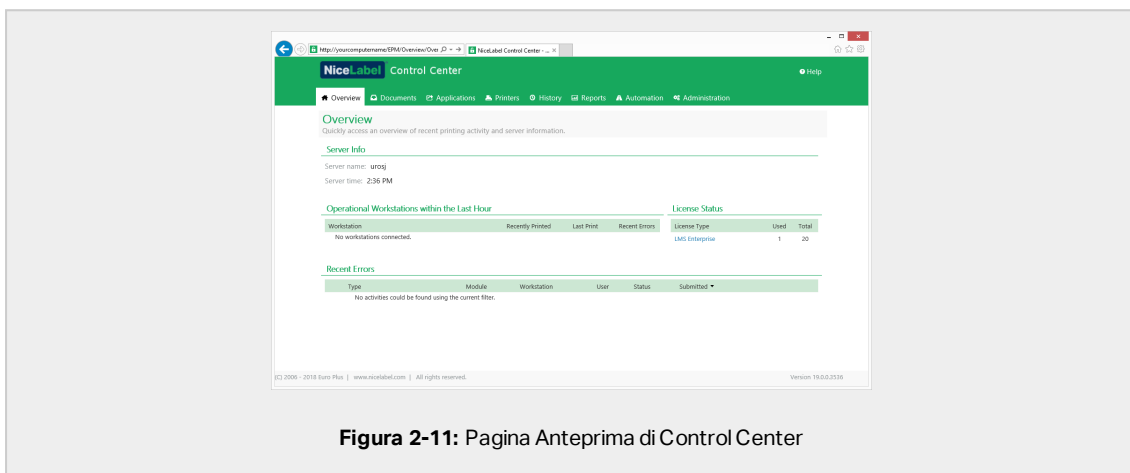 http://yourcomputername/EPM/Overview/Over
NiceLabel Control Center - ...
NiceLabel Control Center
Help
Overview Documents Applications Printers History Reports Automation Administration
Overview
Quickly access an overview of recent printing activity and server information.
Server Info
Server name: urosj
Server time: 2:36 PM
Operational Workstations within the Last Hour
Workstation Recently Printed Last Print Recent Errors
No workstations connected.
License Status
License Type Used Total
LMS Enterprise 1 20
Recent Errors
Type Module Workstation User Status Submitted
No activities could be found using the current filter.
(C) 2006 - 2018 Euro Plus | www.nicelabel.com | All rights reserved.
Version 19.0.0.2536
Figura 2-11: Pagina Anteprima di Control Center